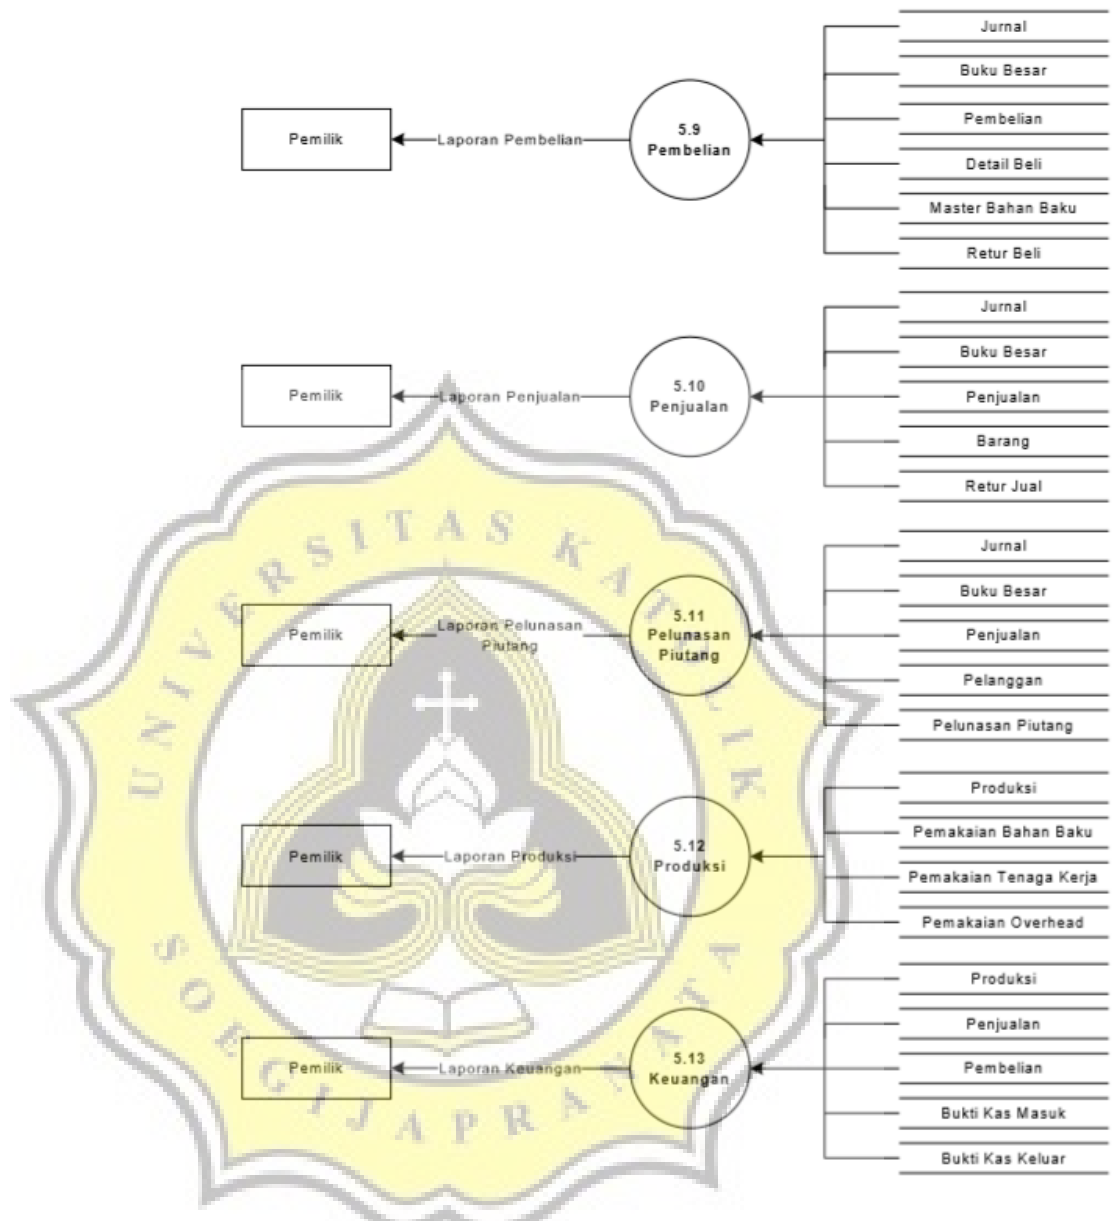 Jurnal
Buku Besar
Pembelian
Detail Beli
Master Bahan Baku
Retur Beli
5.9
Pembelian
Laporan Pembelian
Pemilik
Jurnal
Buku Besar
Penjualan
Barang
Retur Jual
5.10
Penjualan
Laporan Penjualan
Pemilik
Jurnal
Buku Besar
Penjualan
Pelanggan
Pelunasan Piutang
5.11
Pelunasan
Piutang
Laporan Pelunasan
Piutang
Pemilik
Produksi
Pemakaian Bahan Baku
Pemakaian Tenaga Kerja
Pemakaian Overhead
5.12
Produksi
Laporan Produksi
Pemilik
Produksi
Penjualan
Pembelian
Bukti Kas Masuk
Bukti Kas Keluar
5.13
Keuangan
Laporan Keuangan
Pemilik
UNIVERSITAS KATOLIK
SOEGIJAPRANATA